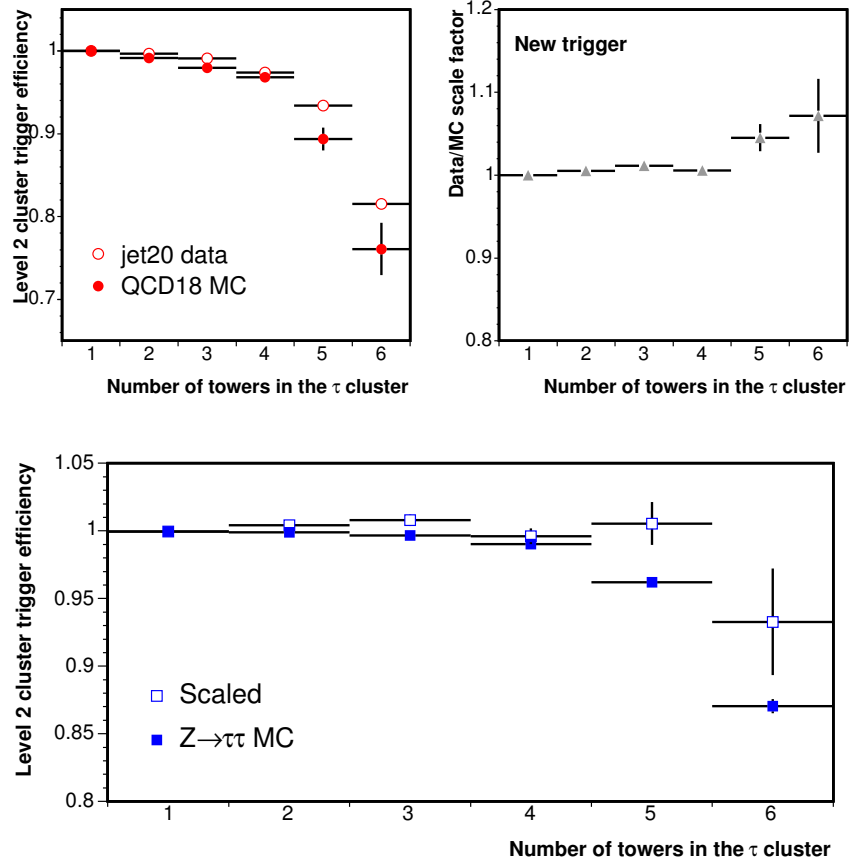 Level 2 cluster trigger efficiency
1
0.9
0.8
0.7
jet20 data
QCD18 MC
1 2 3 4 5 6
Number of towers in the τ cluster
Data/MC scale factor
1.2
1.1
1
0.9
0.8
New trigger
1 2 3 4 5 6
Number of towers in the τ cluster
Level 2 cluster trigger efficiency
1.05
1
0.95
0.9
0.85
0.8
Scaled
Z→ττ MC
1 2 3 4 5 6
Number of towers in the τ cluster